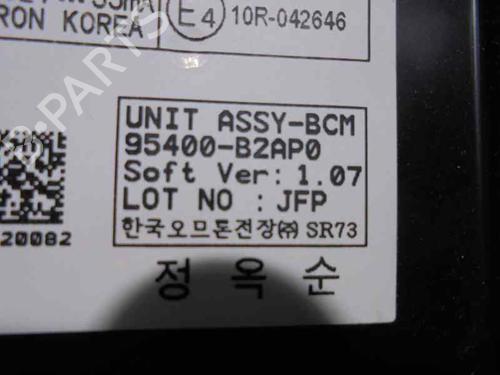 RON KOREA
E4
10R-042646
UNIT ASSY-BCM
95400-B2AP0
Soft Ver: 1.07
LOT NO : JFP
한국오므론전장㈜ SR73
20082
정 옥 순